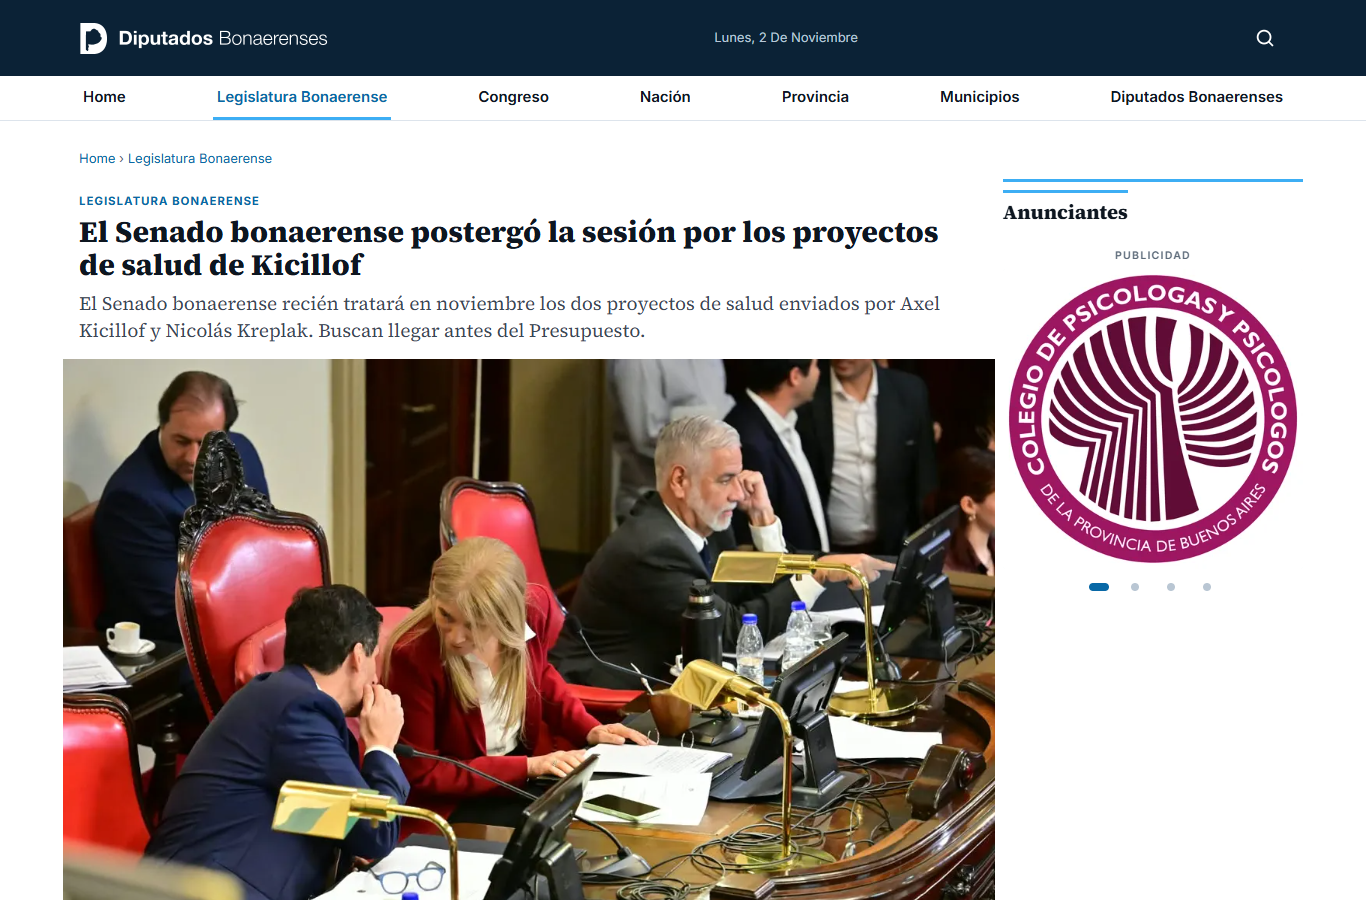 Diputados Bonaerenses
Lunes, 2 De Noviembre
Home
Legislatura Bonaerense
Congreso
Nación
Provincia
Municipios
Diputados Bonaerenses
Home › Legislatura Bonaerense
LEGISLATURA BONAERENSE
El Senado bonaerense postergó la sesión por los proyectos
de salud de Kicillof
El Senado bonaerense recién tratará en noviembre los dos proyectos de salud enviados por Axel
Kicillof y Nicolás Kreplak. Buscan llegar antes del Presupuesto.
Anunciantes
PUBLICIDAD
COLEGIO DE PSICOLOGAS Y PSICOLOGOS
DE LA PROVINCIA DE BUENOS AIRES